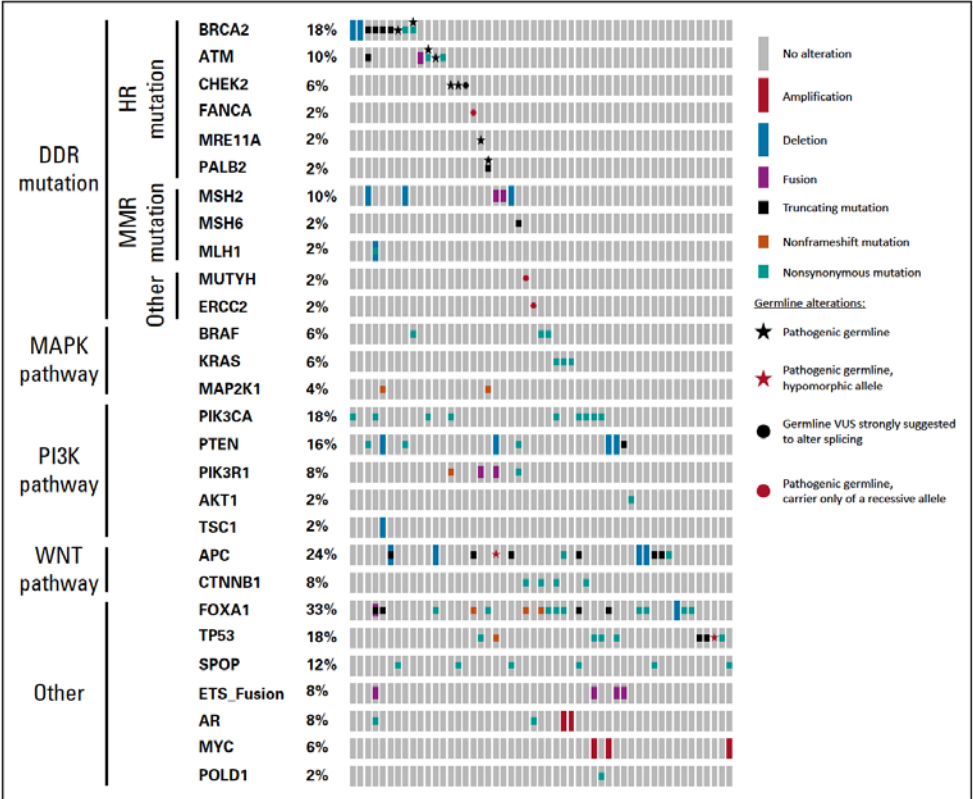 DDR
mutation
HR
mutation
BRCA2 18%
ATM 10%
CHEK2 6%
FANCA 2%
MRE11A 2%
PALB2 2%
MMR
mutation
MSH2 10%
MSH6 2%
MLH1 2%
Other
MUTYH 2%
ERCC2 2%
MAPK
pathway
BRAF 6%
KRAS 6%
MAP2K1 4%
PI3K
pathway
PIK3CA 18%
PTEN 16%
PIK3R1 8%
AKT1 2%
TSC1 2%
WNT
pathway
APC 24%
CTNNB1 8%
Other
FOXA1 33%
TP53 18%
SPOP 12%
ETS_Fusion 8%
AR 8%
MYC 6%
POLD1 2%
No alteration
Amplification
Deletion
Fusion
Truncating mutation
Nonframeshift mutation
Nonsynonymous mutation
Germline alterations:
Pathogenic germline
Pathogenic germline,
hypomorphic allele
Germline VUS strongly suggested
to alter splicing
Pathogenic germline,
carrier only of a recessive allele